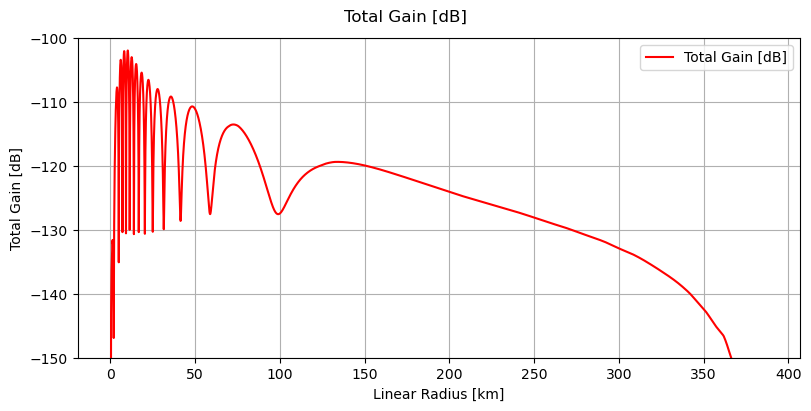 Total Gain [dB]
Total Gain [dB]
−100
−110
−120
−130
−140
−150
Total Gain [dB]
0 50 100 150 200 250 300 350 400
Linear Radius [km]